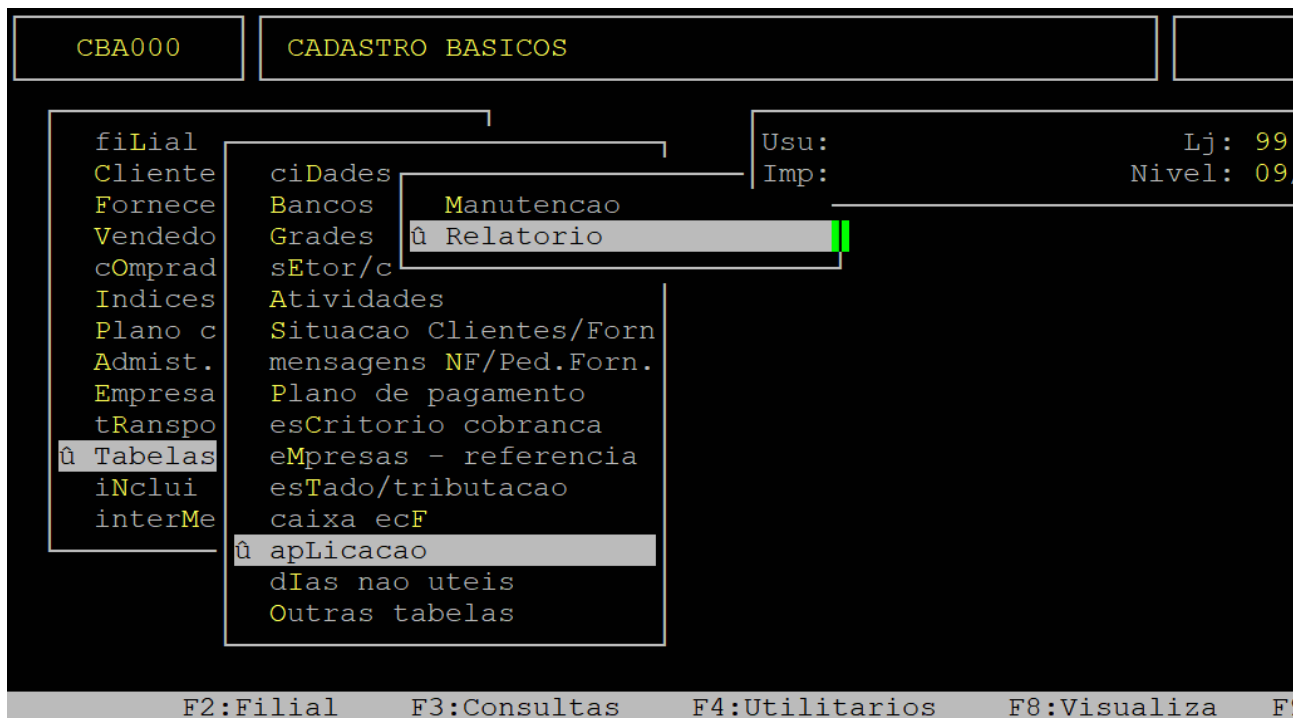 CBA000 CADASTRO BASICOS
Usu: Lj: 99
Imp: Nivel: 09
fiLial
Cliente
Fornece
Vendedo
cOmprad
Indices
Plano c
Admist.
Empresa
tRanspo
û Tabelas
iNclui
interMe
ciDades
Bancos
Grades
sEtor/c
Atividades
Situacao Clientes/Forn
mensagens NF/Ped.Forn.
Plano de pagamento
esCritorio cobranca
eMpresas - referencia
esTado/tributacao
caixa ecF
û apLicacao
dIas nao uteis
Outras tabelas
Manutencao
û Relatorio
F2:Filial F3:Consultas F4:Utilitarios F8:Visualiza